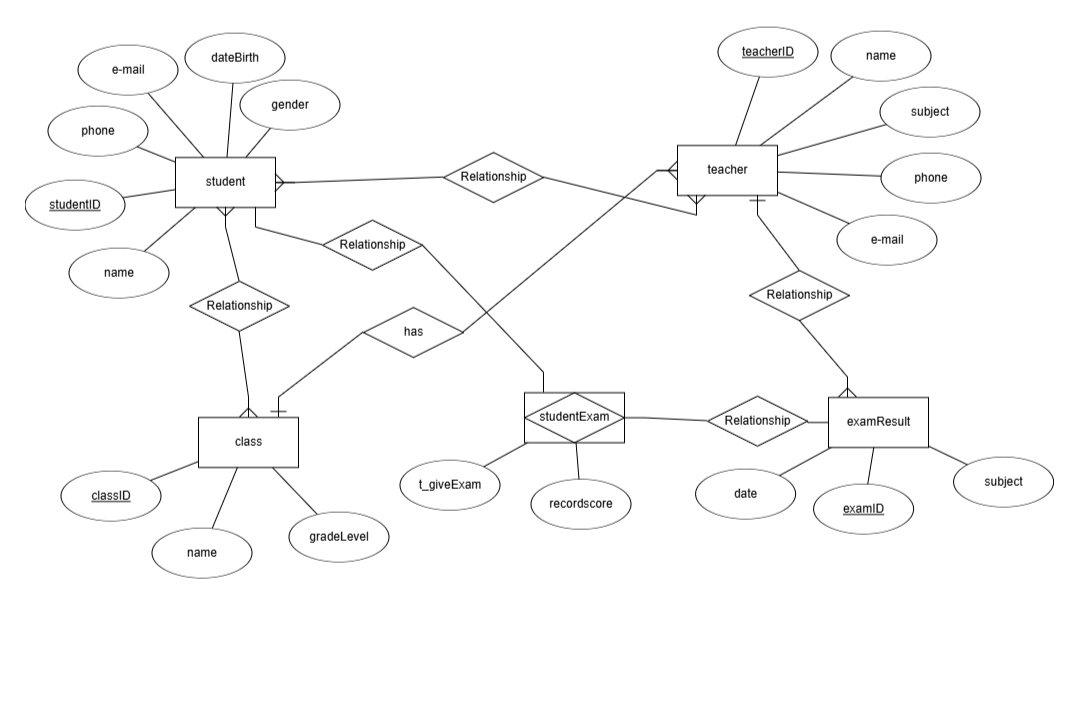 dateBirth
e-mail
gender
phone
student
studentID
name
teacherID
name
subject
teacher
phone
e-mail
Relationship
Relationship
Relationship
has
Relationship
class
classID
name
gradeLevel
studentExam
t_giveExam
recordscore
Relationship
examResult
date
examID
subject